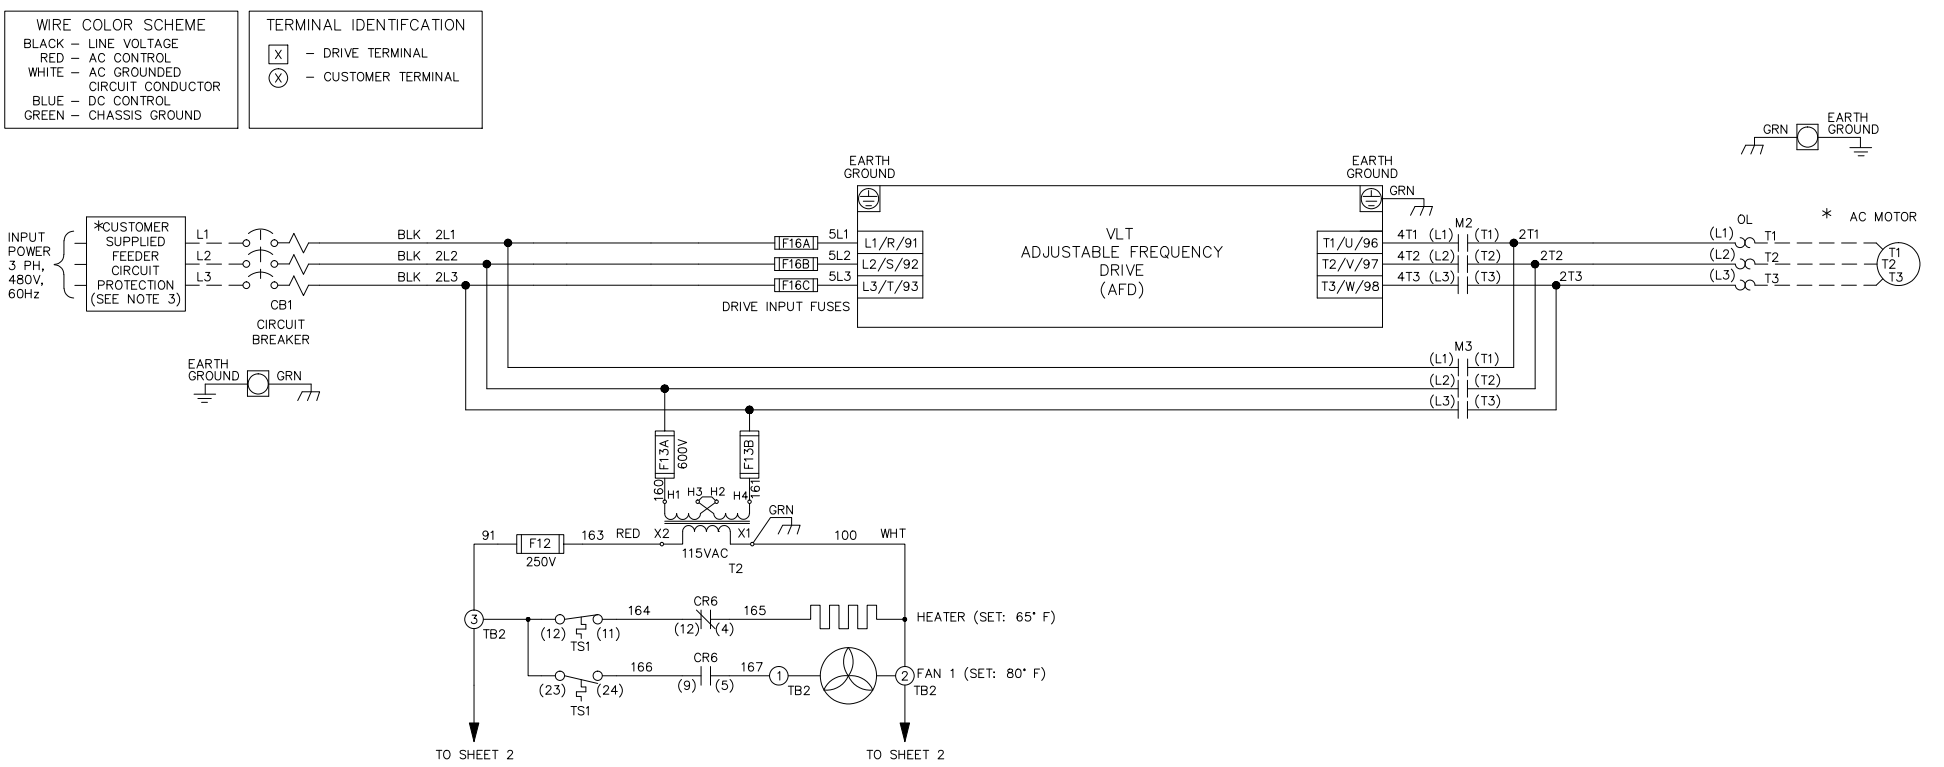 WIRE COLOR SCHEME
BLACK – LINE VOLTAGE
RED – AC CONTROL
WHITE – AC GROUNDED
CIRCUIT CONDUCTOR
BLUE – DC CONTROL
GREEN – CHASSIS GROUND
TERMINAL IDENTIFCATION
X – DRIVE TERMINAL
X – CUSTOMER TERMINAL
GRN
EARTH
GROUND
INPUT
POWER
3 PH,
480V,
60Hz
*CUSTOMER
SUPPLIED
FEEDER
CIRCUIT
PROTECTION
(SEE NOTE 3)
L1
L2
L3
CB1
CIRCUIT
BREAKER
BLK 2L1
BLK 2L2
BLK 2L3
F16A
F16B
F16C
5L1
5L2
5L3
DRIVE INPUT FUSES
EARTH
GROUND
L1/R/91
L2/S/92
L3/T/93
VLT
ADJUSTABLE FREQUENCY
DRIVE
(AFD)
EARTH
GROUND
GRN
T1/U/96
T2/V/97
T3/W/98
M2
4T1 (L1) (T1) 2T1
4T2 (L2) (T2) 2T2
4T3 (L3) (T3) 2T3
OL
(L1) T1
(L2) T2
(L3) T3
* AC MOTOR
T1
T2
T3
EARTH
GROUND
GRN
M3
(L1) (T1)
(L2) (T2)
(L3) (T3)
F13A
600V
F13B
160
161
H1 H3 H2 H4
GRN
91
F12
250V
163 RED X2
X1
115VAC
T2
100 WHT
3
TB2
(12) (11)
TS1
164
CR6
(12) (4)
165
HEATER (SET: 65° F)
(23) (24)
TS1
166
CR6
(9) (5)
167
1
TB2
2
TB2
FAN 1 (SET: 80° F)
TO SHEET 2
TO SHEET 2